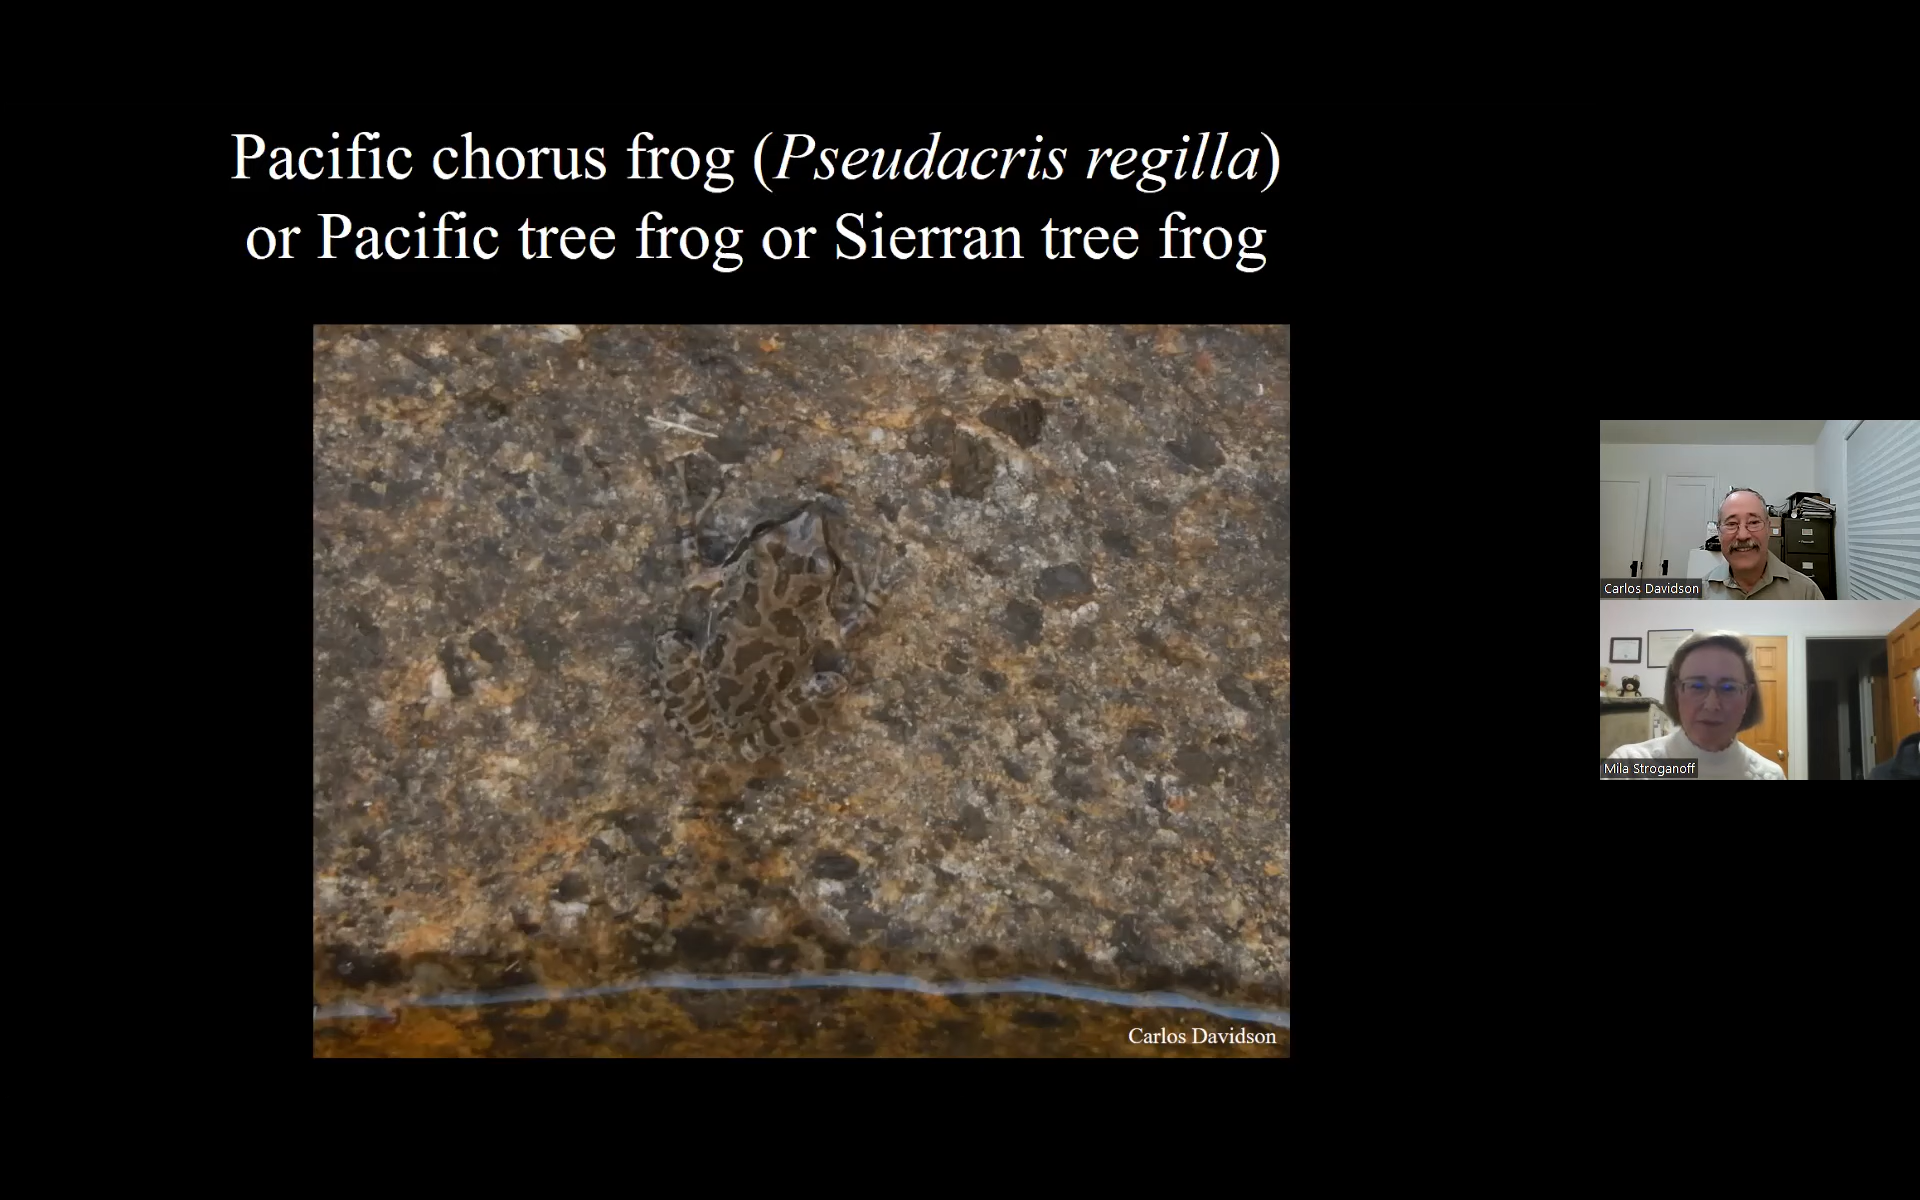 Pacific chorus frog (Pseudacris regilla)
or Pacific tree frog or Sierran tree frog
Carlos Davidson
Carlos Davidson
Mila Stroganoff